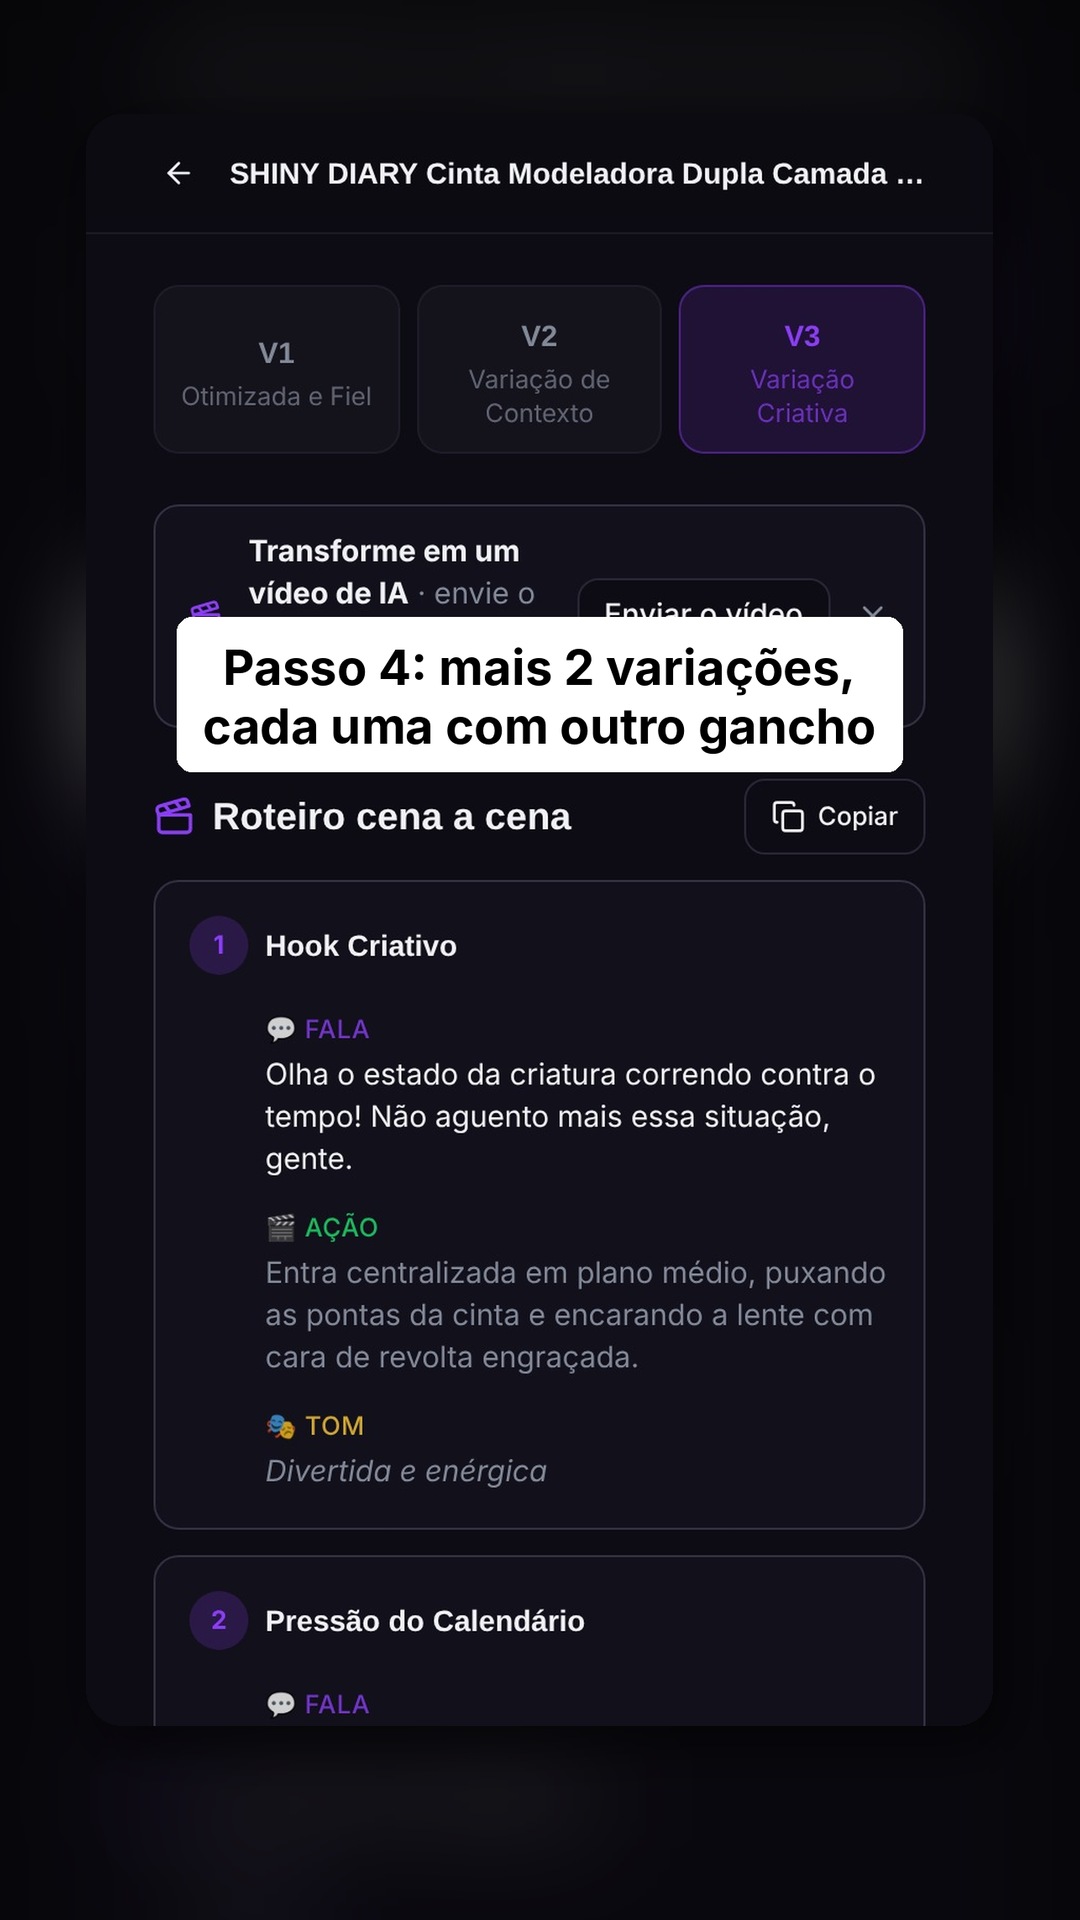 SHINY DIARY Cinta Modeladora Dupla Camada ...
V1
Otimizada e Fiel
V2
Variação de
Contexto
V3
Variação
Criativa
Transforme em um
vídeo de IA · envie o
Enviar o vídeo
Passo 4: mais 2 variações,
cada uma com outro gancho
Roteiro cena a cena
Copiar
1
Hook Criativo
💬 FALA
Olha o estado da criatura correndo contra o
tempo! Não aguento mais essa situação,
gente.
🎬 AÇÃO
Entra centralizada em plano médio, puxando
as pontas da cinta e encarando a lente com
cara de revolta engraçada.
🎭 TOM
Divertida e enérgica
2
Pressão do Calendário
💬 FALA